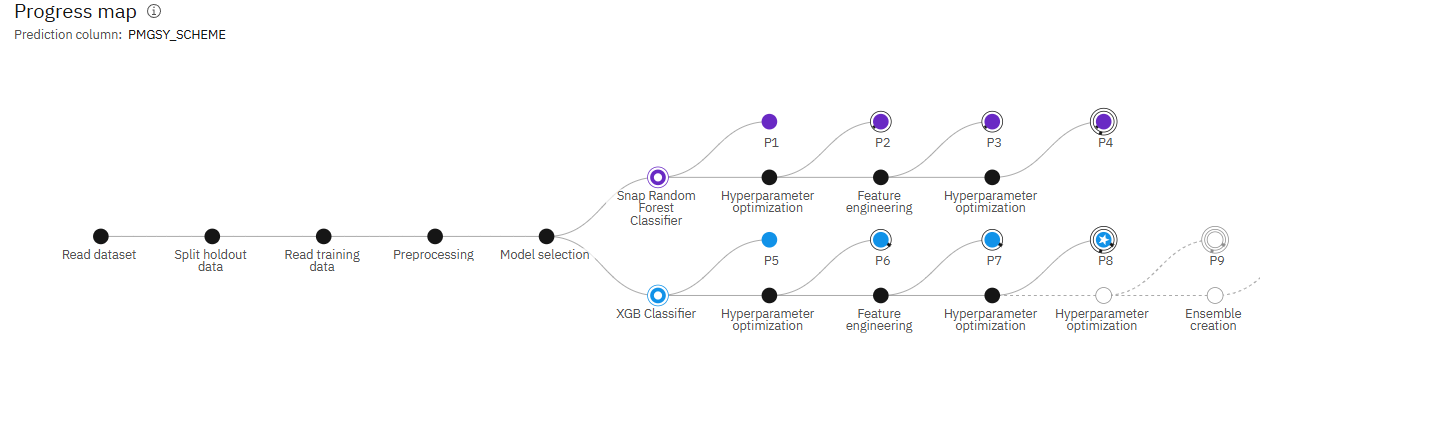 Progress map
Prediction column: PMGSY_SCHEME
P1
P2
P3
P4
Snap Random
Forest
Classifier
Hyperparameter
optimization
Feature
engineering
Hyperparameter
optimization
Read dataset
Split holdout
data
Read training
data
Preprocessing
Model selection
P5
P6
P7
P8
P9
XGB Classifier
Hyperparameter
optimization
Feature
engineering
Hyperparameter
optimization
Hyperparameter
optimization
Ensemble
creation